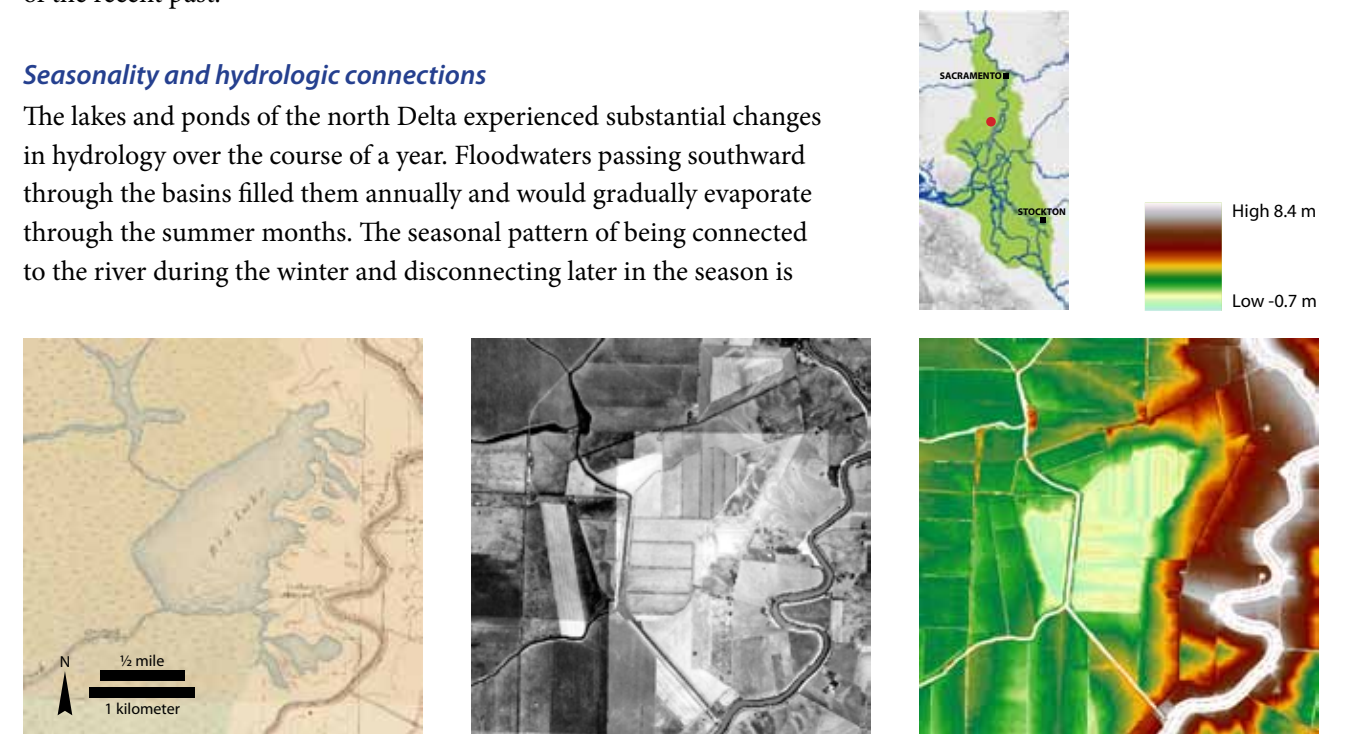 of the recent past.
Seasonality and hydrologic connections
The lakes and ponds of the north Delta experienced substantial changes
in hydrology over the course of a year. Floodwaters passing southward
through the basins filled them annually and would gradually evaporate
through the summer months. The seasonal pattern of being connected
to the river during the winter and disconnecting later in the season is
SACRAMENTO
STOCKTON
High 8.4 m
Low -0.7 m
N
½ mile
1 kilometer